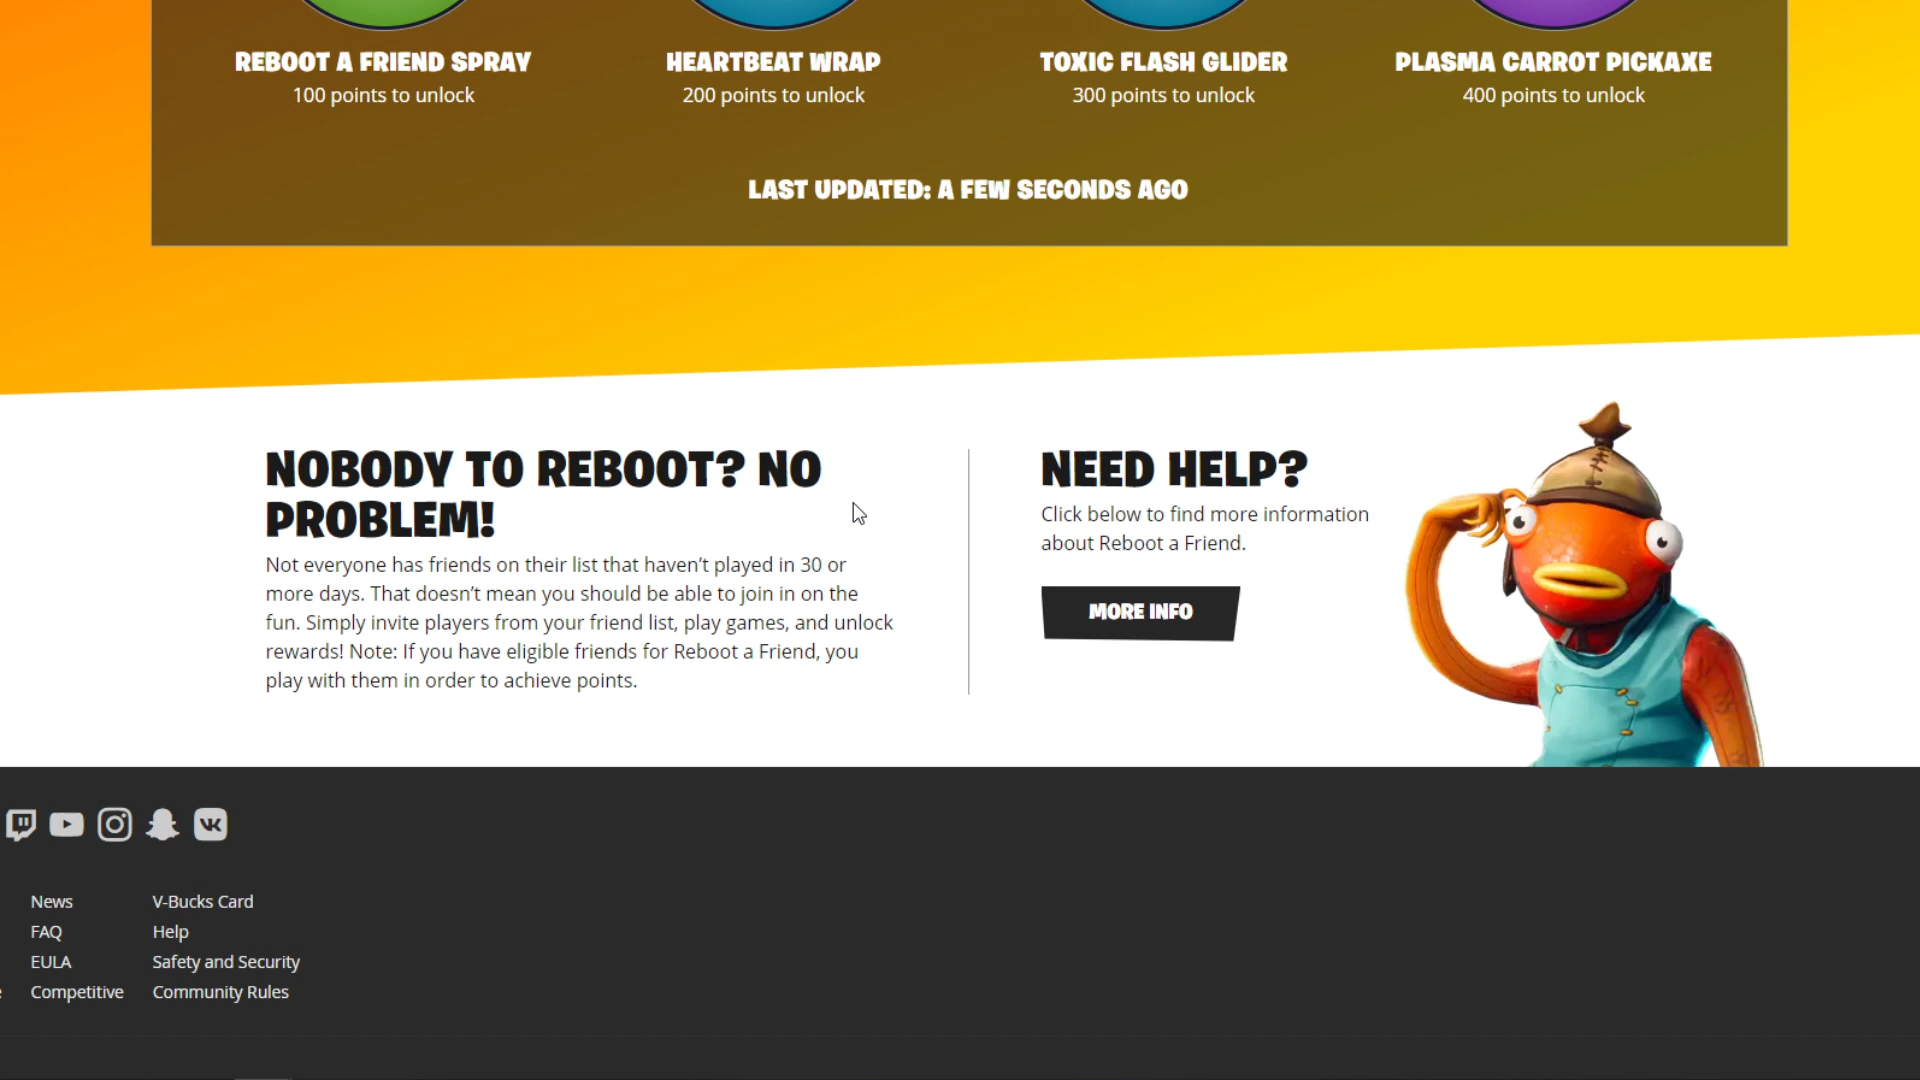 REBOOT A FRIEND SPRAY
100 points to unlock
HEARTBEAT WRAP
200 points to unlock
TOXIC FLASH GLIDER
300 points to unlock
PLASMA CARROT PICKAXE
400 points to unlock
LAST UPDATED: A FEW SECONDS AGO
NOBODY TO REBOOT? NO
PROBLEM!
Not everyone has friends on their list that haven’t played in 30 or
more days. That doesn’t mean you should be able to join in on the
fun. Simply invite players from your friend list, play games, and unlock
rewards! Note: If you have eligible friends for Reboot a Friend, you
play with them in order to achieve points.
NEED HELP?
Click below to find more information
about Reboot a Friend.
MORE INFO
News
FAQ
EULA
Competitive
V-Bucks Card
Help
Safety and Security
Community Rules